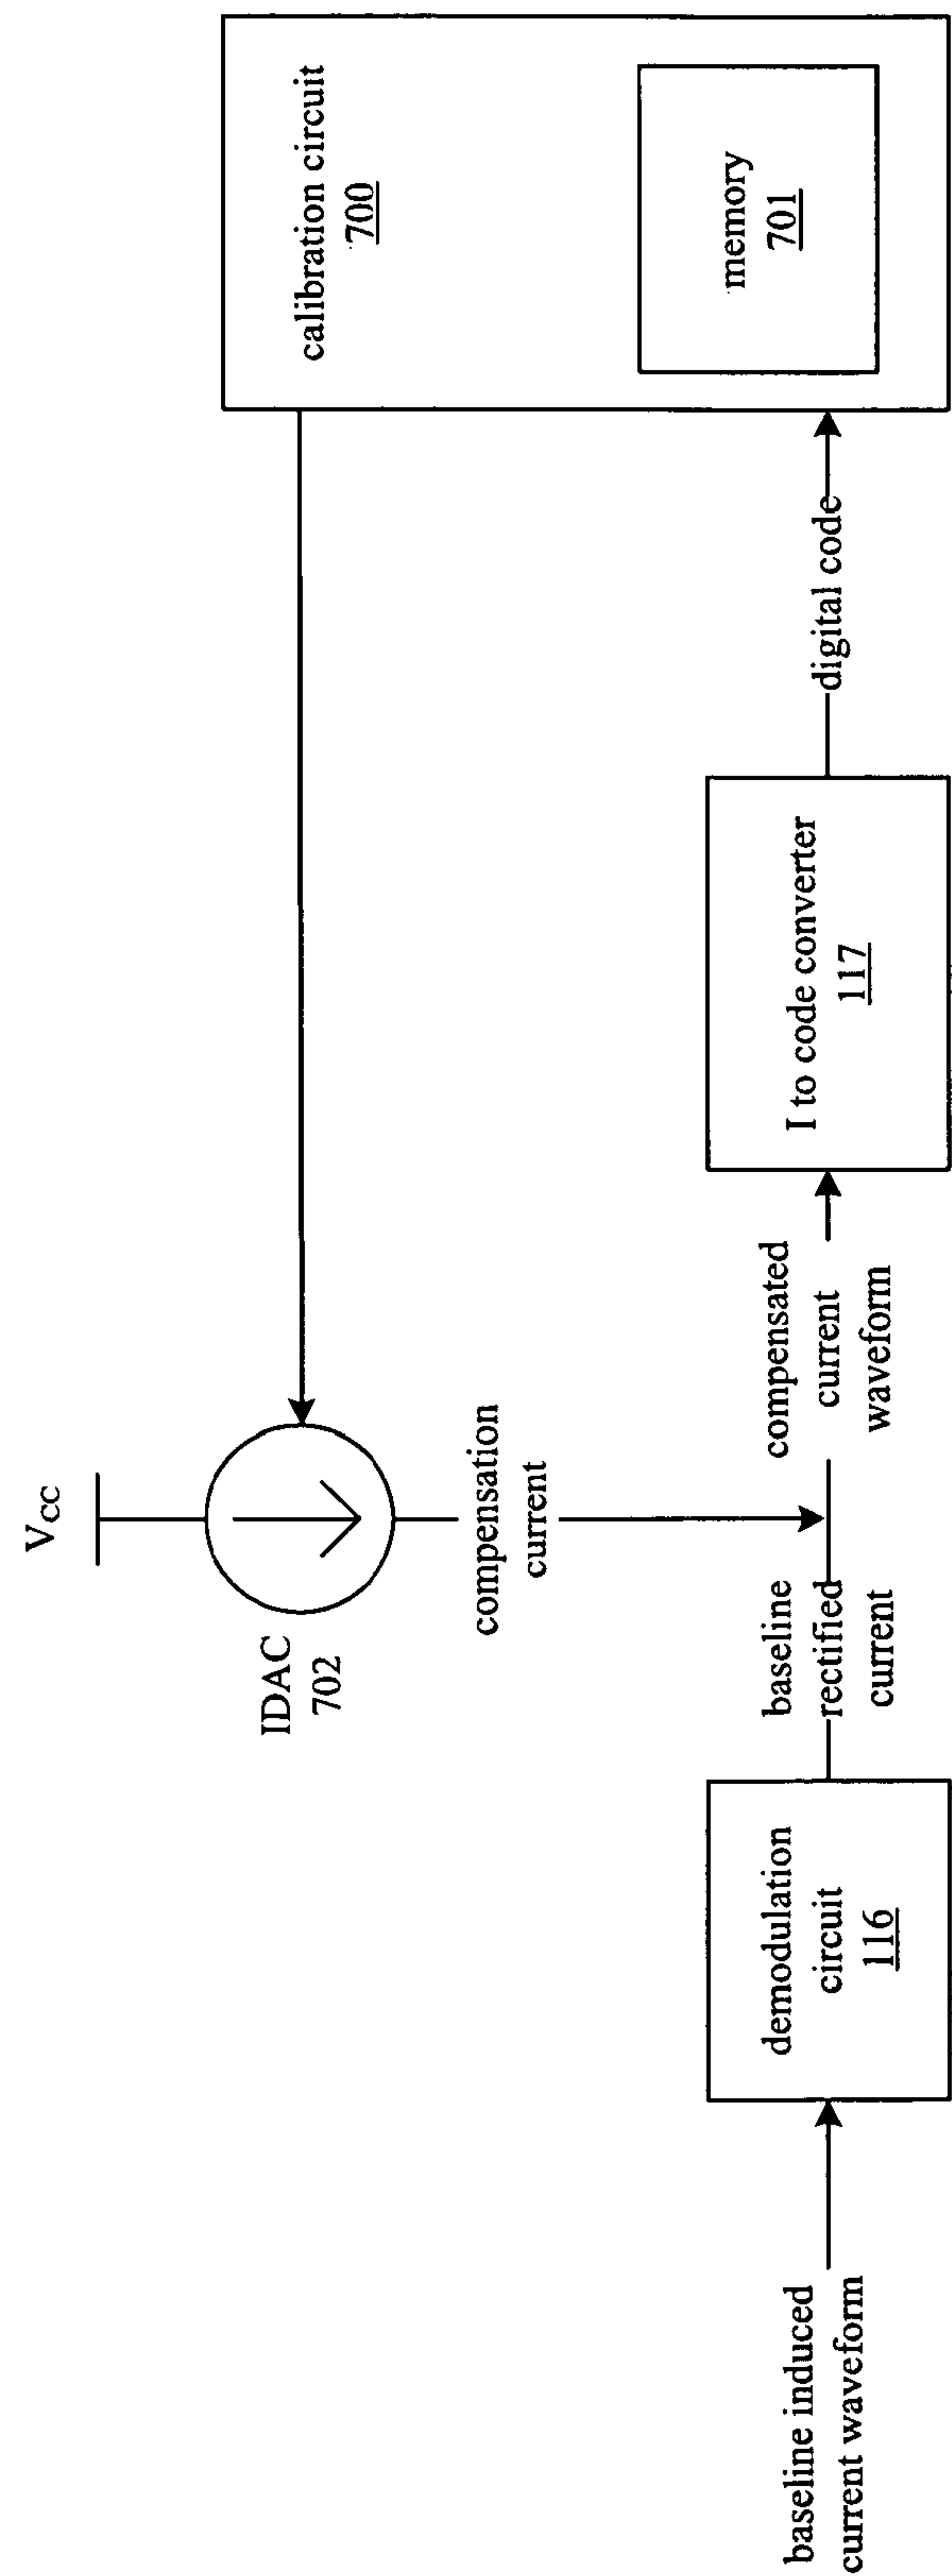 Vcc
IDAC
702
calibration circuit
700
memory
701
compensation
current
baseline induced
current waveform
demodulation
circuit
116
baseline
rectified
current
compensated
current
waveform
I to code converter
117
digital code